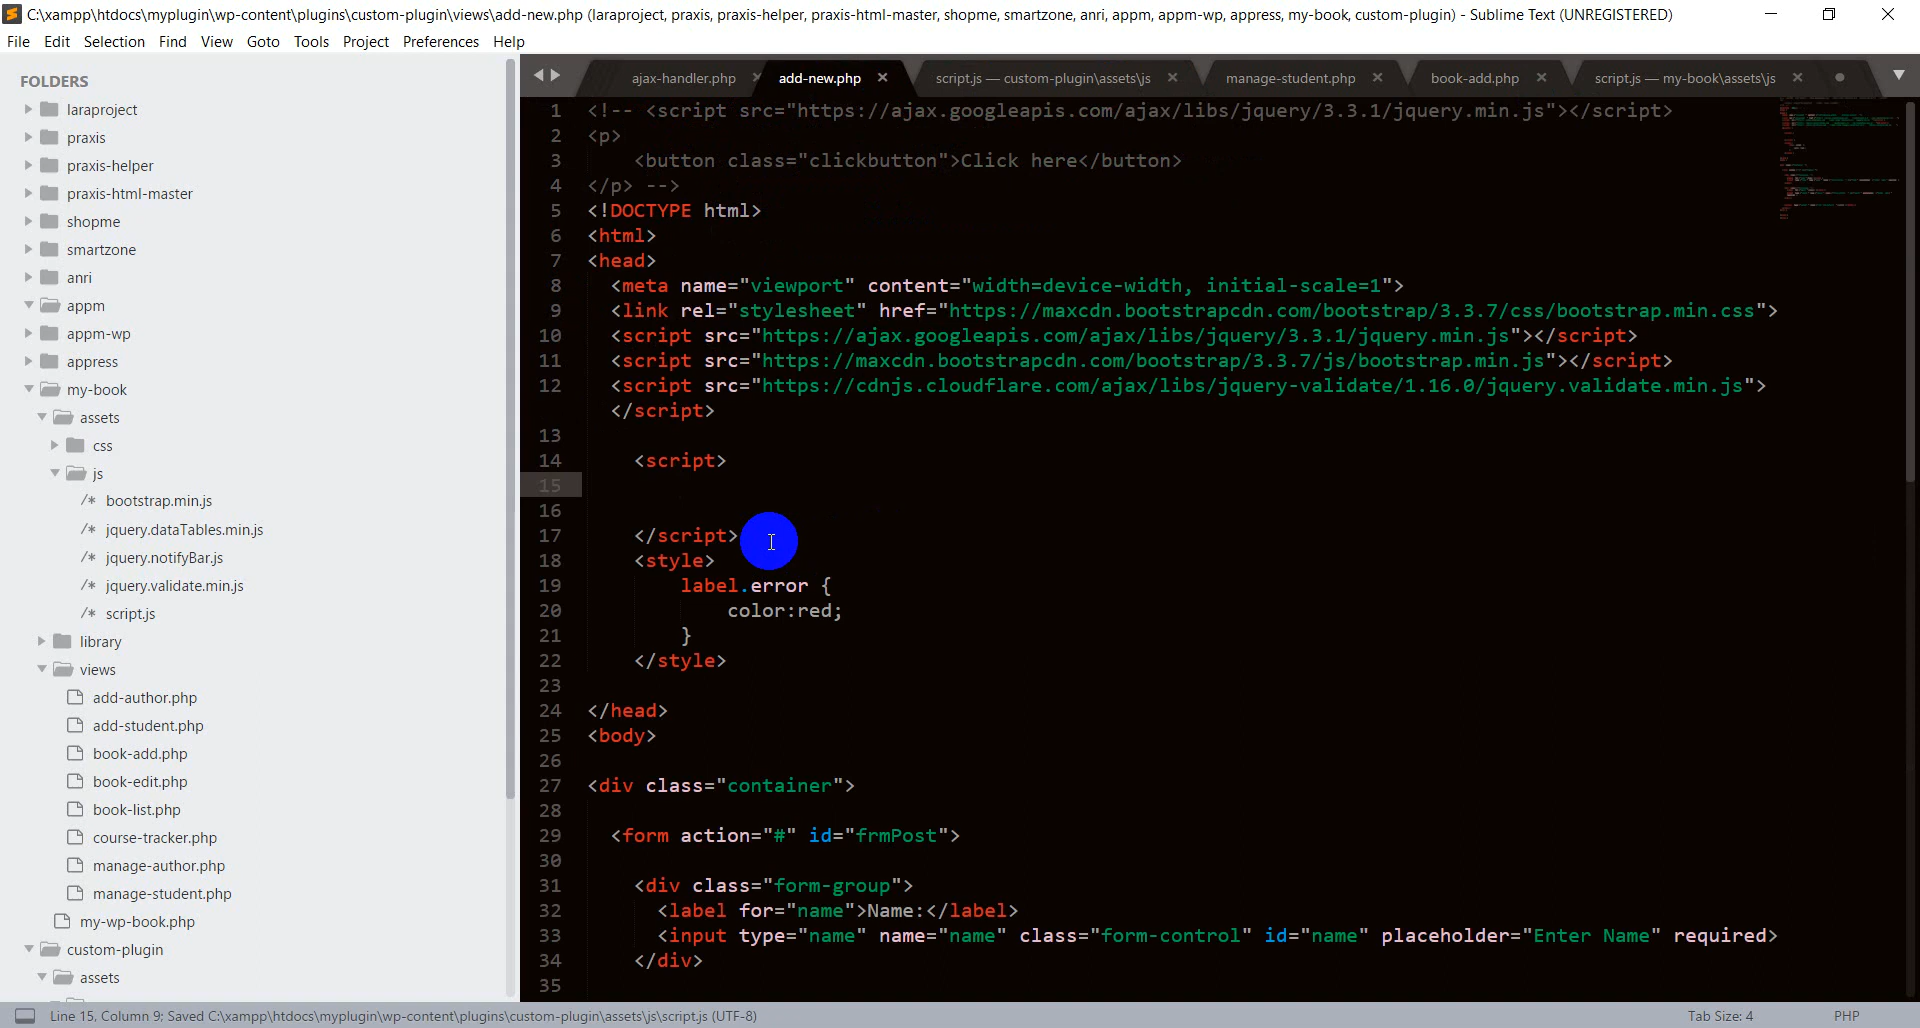 C:\xampp\htdocs\myplugin\wp-content\plugins\custom-plugin\views\add-new.php (laraproject, praxis, praxis-helper, praxis-html-master, shopme, smartzone, anri, appm, appm-wp, appress, my-book, custom-plugin) - Sublime Text (UNREGISTERED)
File Edit Selection Find View Goto Tools Project Preferences Help
FOLDERS
laraproject
praxis
praxis-helper
praxis-html-master
shopme
smartzone
anri
appm
appm-wp
appress
my-book
assets
css
js
/* bootstrap.min.js
/* jquery.dataTables.min.js
/* jquery.notifyBar.js
/* jquery.validate.min.js
/* script.js
library
views
add-author.php
add-student.php
book-add.php
book-edit.php
book-list.php
course-tracker.php
manage-author.php
manage-student.php
my-wp-book.php
custom-plugin
assets
ajax-handler.php × add-new.php × script.js — custom-plugin\assets\js × manage-student.php × book-add.php × script.js — my-book\assets\js ×
1 <!-- <script src="https://ajax.googleapis.com/ajax/libs/jquery/3.3.1/jquery.min.js"></script>
2 <p>
3 <button class="clickbutton">Click here</button>
4 </p> -->
5 <!DOCTYPE html>
6 <html>
7 <head>
8 <meta name="viewport" content="width=device-width, initial-scale=1">
9 <link rel="stylesheet" href="https://maxcdn.bootstrapcdn.com/bootstrap/3.3.7/css/bootstrap.min.css">
10 <script src="https://ajax.googleapis.com/ajax/libs/jquery/3.3.1/jquery.min.js"></script>
11 <script src="https://maxcdn.bootstrapcdn.com/bootstrap/3.3.7/js/bootstrap.min.js"></script>
12 <script src="https://cdnjs.cloudflare.com/ajax/libs/jquery-validate/1.16.0/jquery.validate.min.js">
</script>
13
14 <script>
15
16
17 </script>
18 <style>
19 label.error {
20 color:red;
21 }
22 </style>
23
24 </head>
25 <body>
26
27 <div class="container">
28
29 <form action="#" id="frmPost">
30
31 <div class="form-group">
32 <label for="name">Name:</label>
33 <input type="name" name="name" class="form-control" id="name" placeholder="Enter Name" required>
34 </div>
35
Line 15, Column 9; Saved C:\xampp\htdocs\myplugin\wp-content\plugins\custom-plugin\assets\js\script.js (UTF-8) Tab Size: 4 PHP